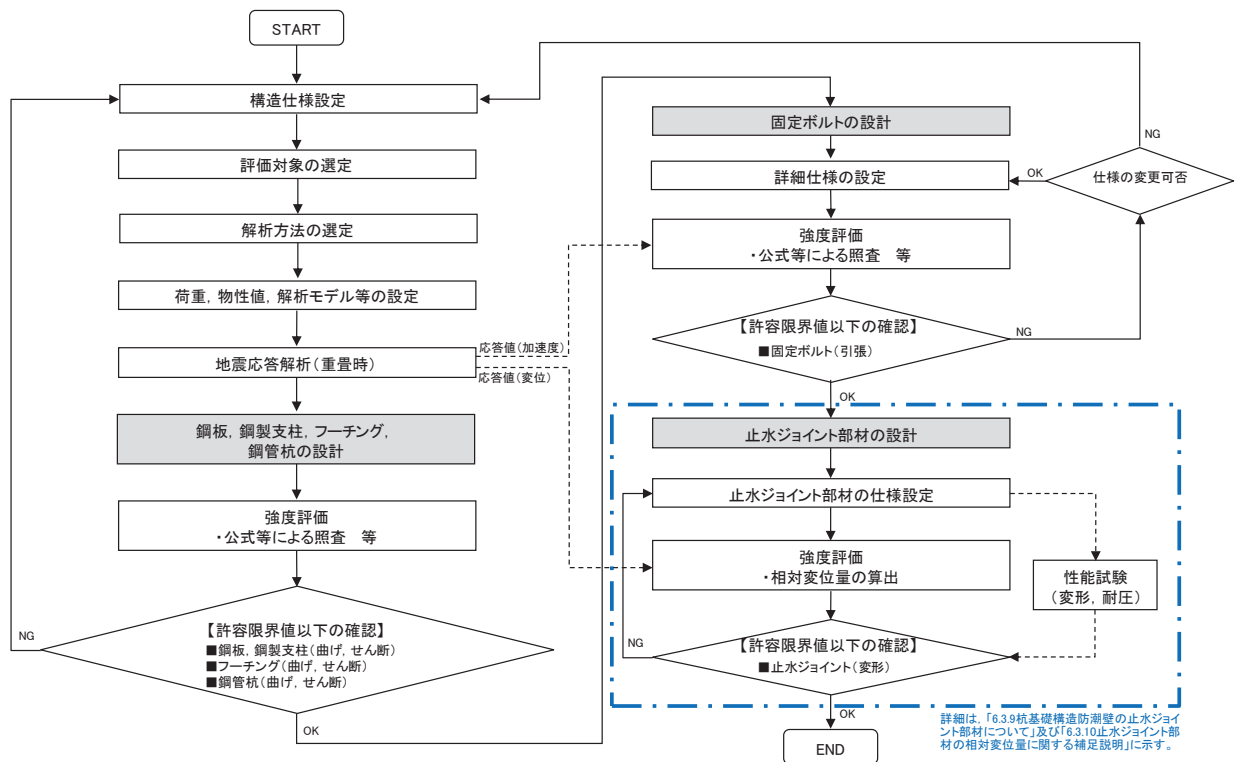 START
構造仕様設定
評価対象の選定
解析方法の選定
荷重，物性値，解析モデル等の設定
地震応答解析（重畳時）
応答値（加速度）
応答値（変位）
鋼板，鋼製支柱，フーチング，
鋼管杭の設計
強度評価
・公式等による照査　等
【許容限界値以下の確認】
■鋼板，鋼製支柱（曲げ，せん断）
■フーチング（曲げ，せん断）
■鋼管杭（曲げ，せん断）
NG
OK
固定ボルトの設計
詳細仕様の設定
OK
仕様の変更可否
NG
強度評価
・公式等による照査　等
【許容限界値以下の確認】
■固定ボルト（引張）
NG
OK
止水ジョイント部材の設計
止水ジョイント部材の仕様設定
強度評価
・相対変位量の算出
性能試験
（変形，耐圧）
【許容限界値以下の確認】
■止水ジョイント（変形）
NG
OK
END
詳細は，「6.3.9杭基礎構造防潮壁の止水ジョイ
ント部材について」及び「6.3.10止水ジョイント部
材の相対変位量に関する補足説明」に示す。